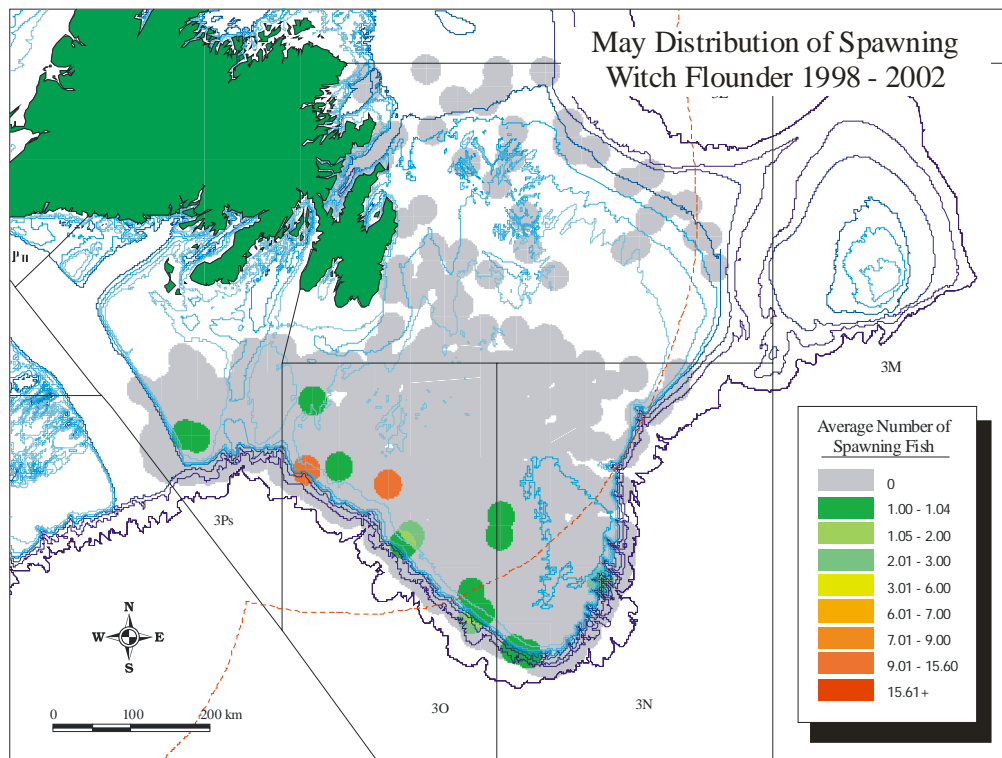 May Distribution of Spawning
Witch Flounder 1998 - 2002
3M
Average Number of
Spawning Fish
0
1.00 - 1.04
1.05 - 2.00
2.01 - 3.00
3.01 - 6.00
6.01 - 7.00
7.01 - 9.00
9.01 - 15.60
15.61+
3Ps
N
W E
S
0 100 200 km
3O
3N